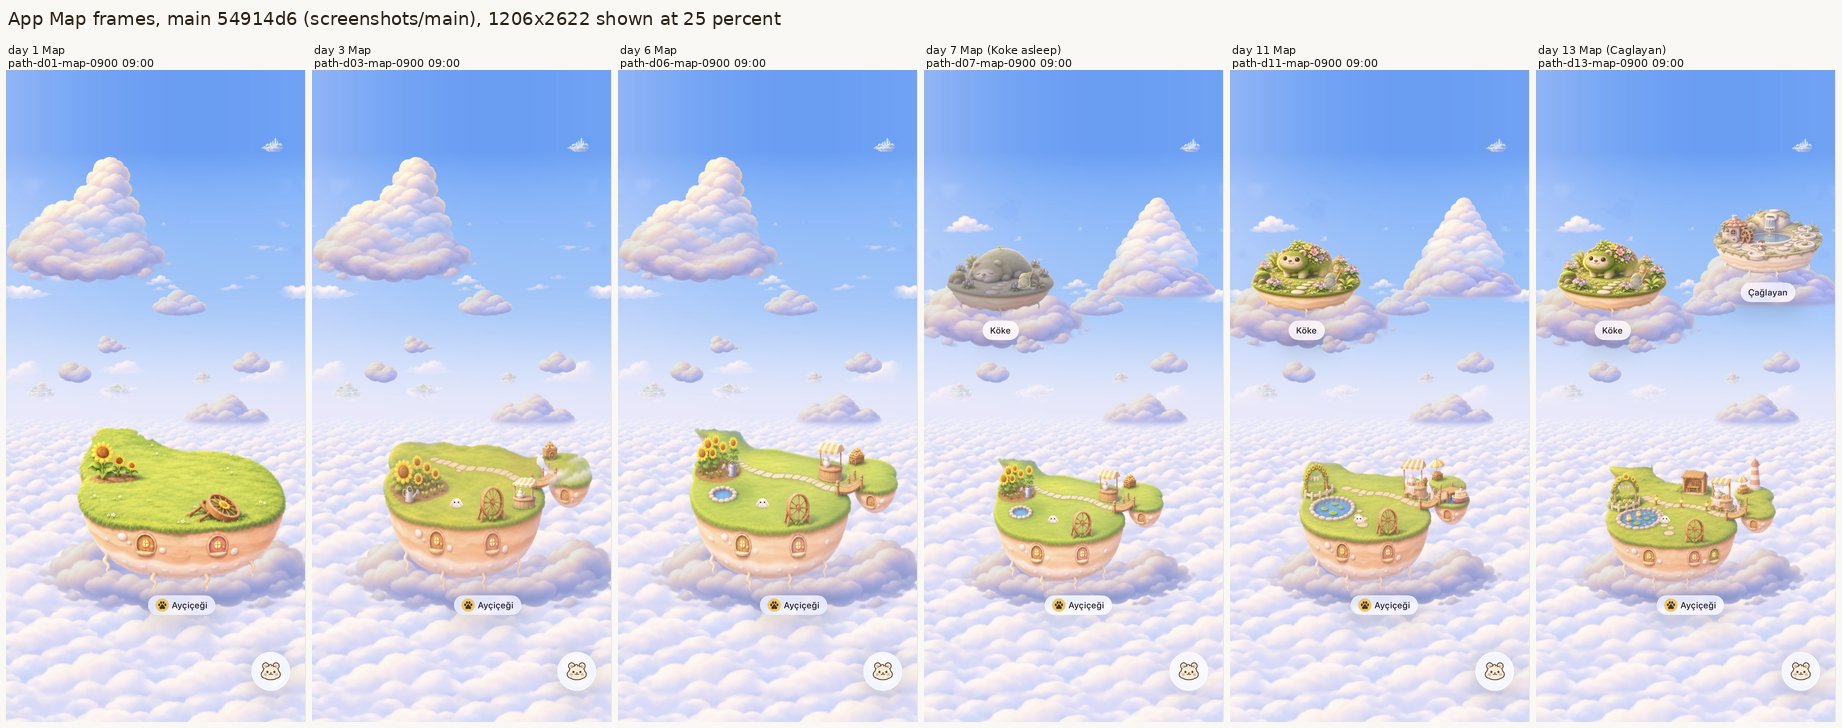 App Map frames, main 54914d6 (screenshots/main), 1206x2622 shown at 25 percent
day 1 Map
path-d01-map-0900 09:00
day 3 Map
path-d03-map-0900 09:00
day 6 Map
path-d06-map-0900 09:00
day 7 Map (Koke asleep)
path-d07-map-0900 09:00
day 11 Map
path-d11-map-0900 09:00
day 13 Map (Caglayan)
path-d13-map-0900 09:00
Çağlayan
Köke
Köke
Köke
Ayçiçeği
Ayçiçeği
Ayçiçeği
Ayçiçeği
Ayçiçeği
Ayçiçeği